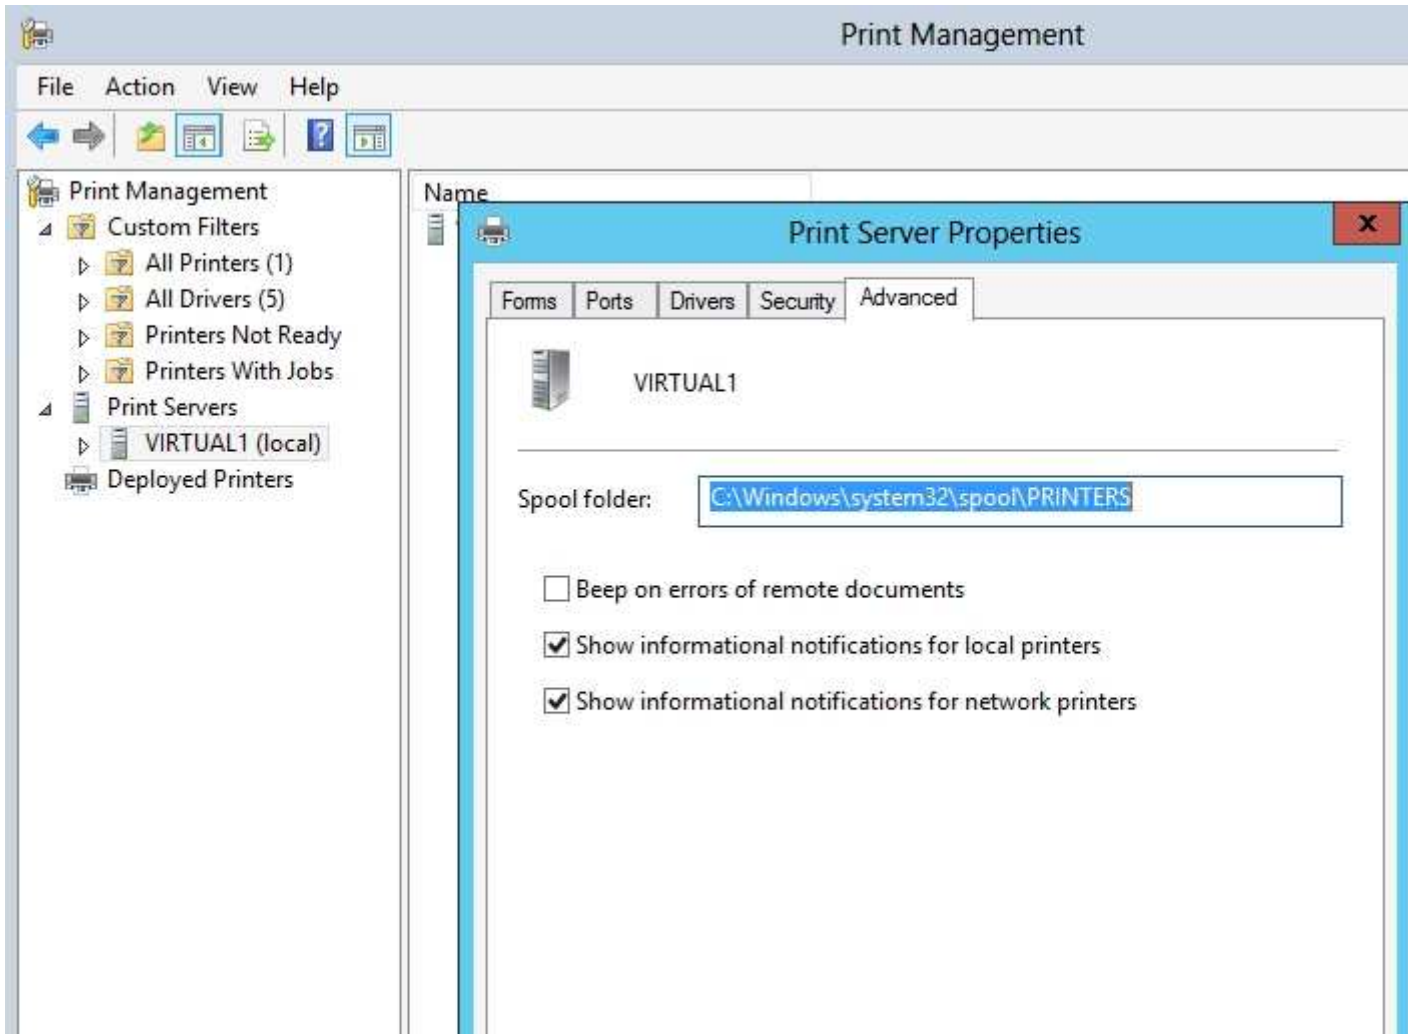 Print Management
File Action View Help
Print Management
Custom Filters
All Printers (1)
All Drivers (5)
Printers Not Ready
Printers With Jobs
Print Servers
VIRTUAL1 (local)
Deployed Printers
Name
Print Server Properties
X
Forms Ports Drivers Security Advanced
VIRTUAL1
Spool folder: C:\Windows\system32\spool\PRINTERS
Beep on errors of remote documents
Show informational notifications for local printers
Show informational notifications for network printers